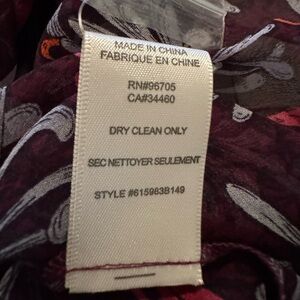 MADE IN CHINA
FABRIQUE EN CHINE
RN#96705
CA#34460
DRY CLEAN ONLY
SEC NETTOYER SEULEMENT
STYLE #615983B149